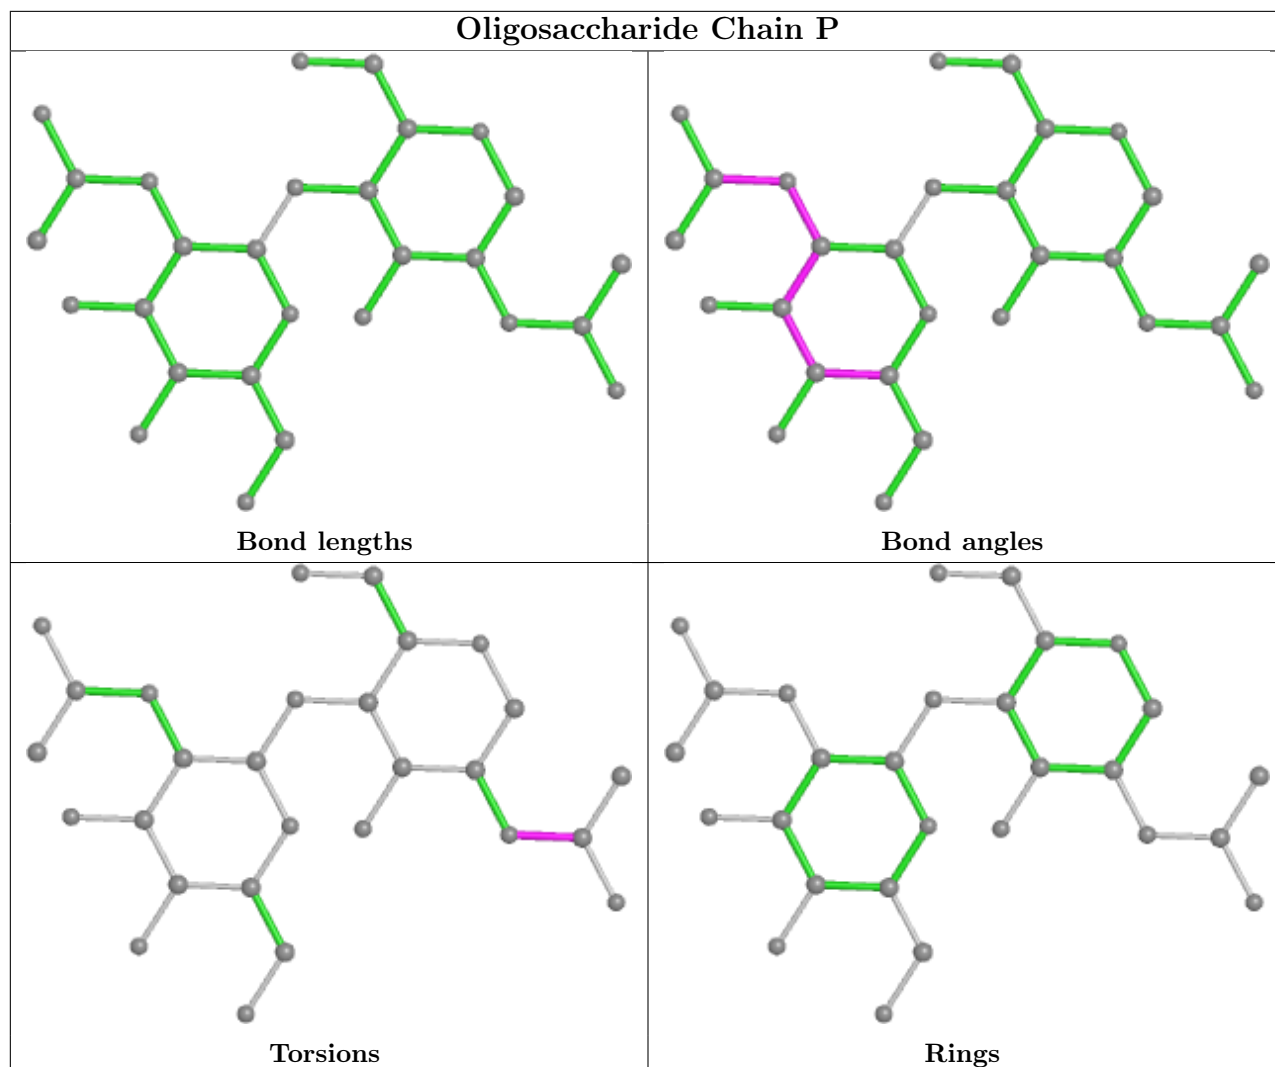 Oligosaccharide Chain P
Bond lengths
Bond angles
Torsions
Rings